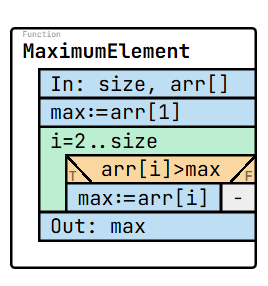 Function
MaximumElement
In: size, arr[]
max:=arr[1]
i=2..size
arr[i]>max
T
F
max:=arr[i]
-
Out: max